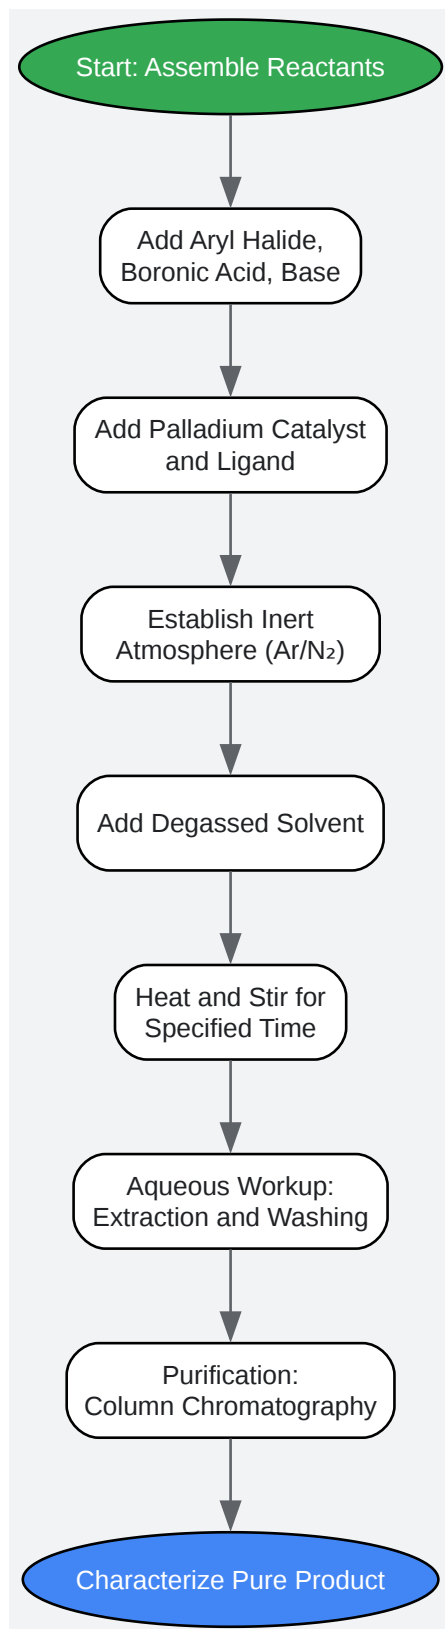 Start: Assemble Reactants
Add Aryl Halide,
Boronic Acid, Base
Add Palladium Catalyst
and Ligand
Establish Inert
Atmosphere (Ar/N₂)
Add Degassed Solvent
Heat and Stir for
Specified Time
Aqueous Workup:
Extraction and Washing
Purification:
Column Chromatography
Characterize Pure Product